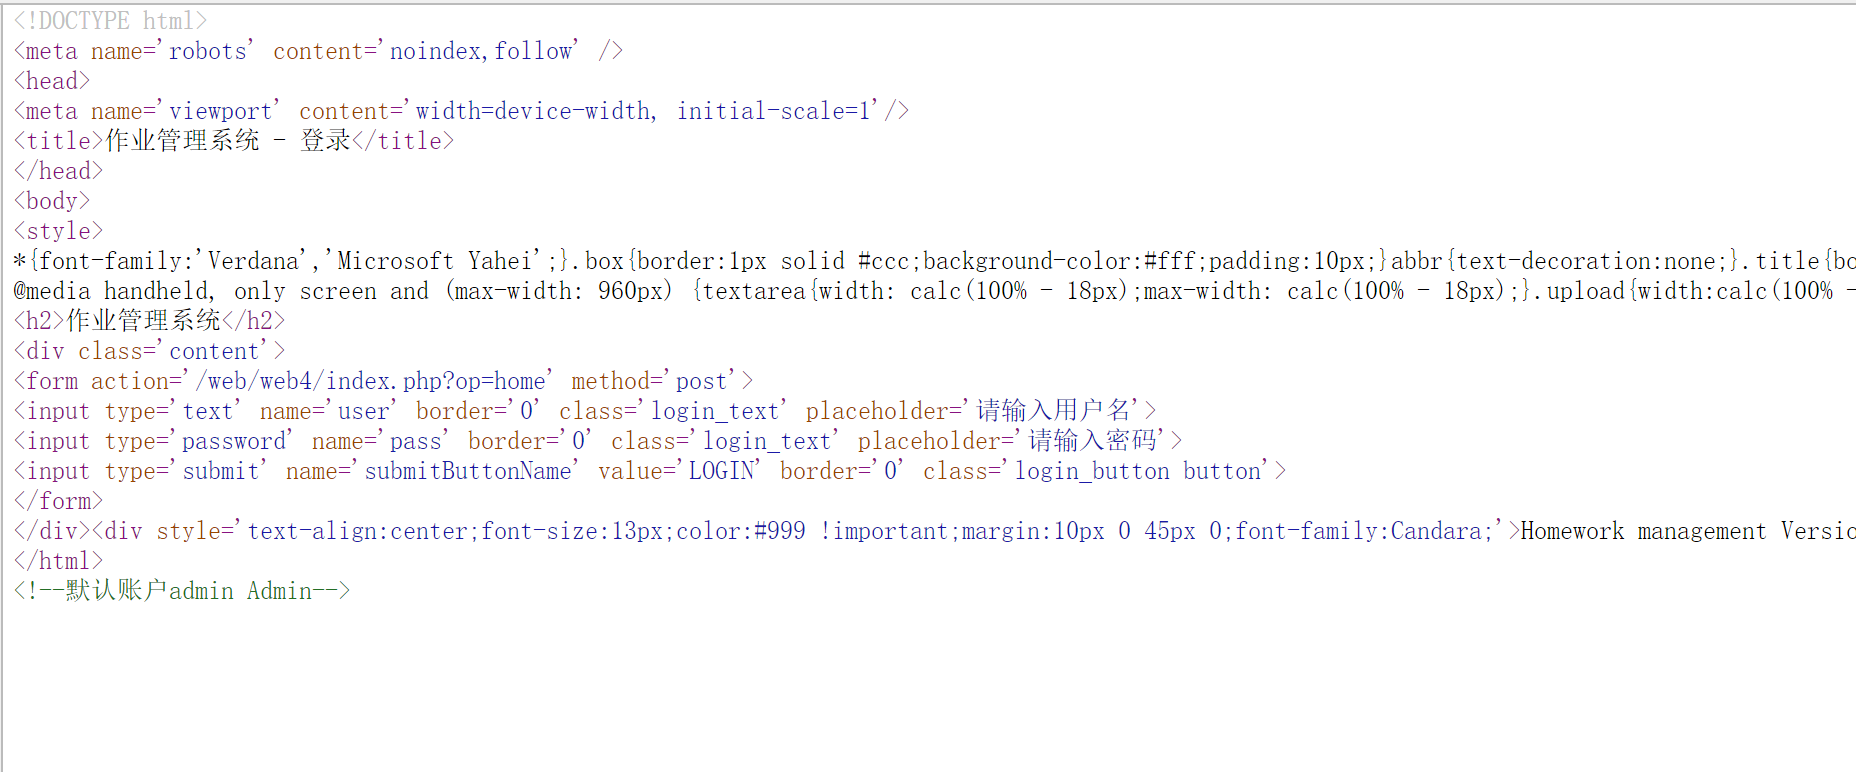 <!DOCTYPE html>
<meta name='robots' content='noindex,follow' />
<head>
<meta name='viewport' content='width=device-width, initial-scale=1'/>
<title>作业管理系统 - 登录</title>
</head>
<body>
<style>
*{font-family:'Verdana','Microsoft Yahei';}.box{border:1px solid #ccc;background-color:#fff;padding:10px;}abbr{text-decoration:none;}.title{bo
@media handheld, only screen and (max-width: 960px) {textarea{width: calc(100% - 18px);max-width: calc(100% - 18px);}.upload{width:calc(100% -
<h2>作业管理系统</h2>
<div class='content'>
<form action='/web/web4/index.php?op=home' method='post'>
<input type='text' name='user' border='0' class='login_text' placeholder='请输入用户名'>
<input type='password' name='pass' border='0' class='login_text' placeholder='请输入密码'>
<input type='submit' name='submitButtonName' value='LOGIN' border='0' class='login_button button'>
</form>
</div><div style='text-align:center;font-size:13px;color:#999 !important;margin:10px 0 45px 0;font-family:Candara;'>Homework management Versio
</html>
<!--默认账户admin Admin-->